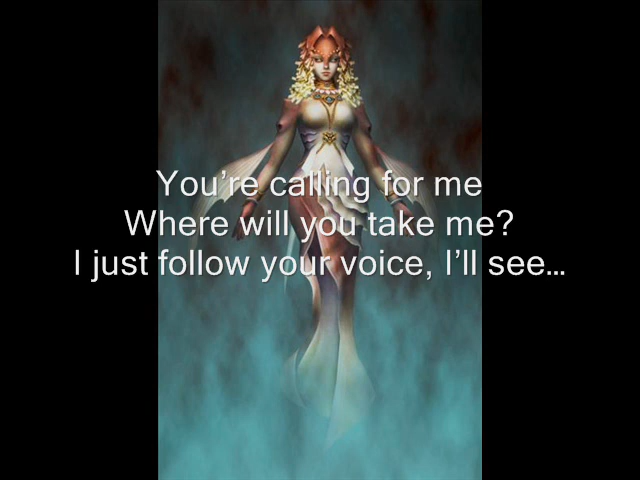 You’re calling for me
Where will you take me?
I just follow your voice, I’ll see…